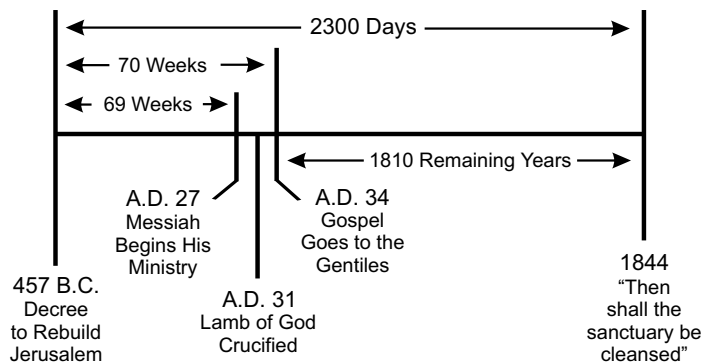 2300 Days
70 Weeks
69 Weeks
1810 Remaining Years
A.D. 27
Messiah
Begins His
Ministry
A.D. 34
Gospel
Goes to the
Gentiles
457 B.C.
Decree
to Rebuild
Jerusalem
A.D. 31
Lamb of God
Crucified
1844
“Then
shall the
sanctuary be
cleansed”